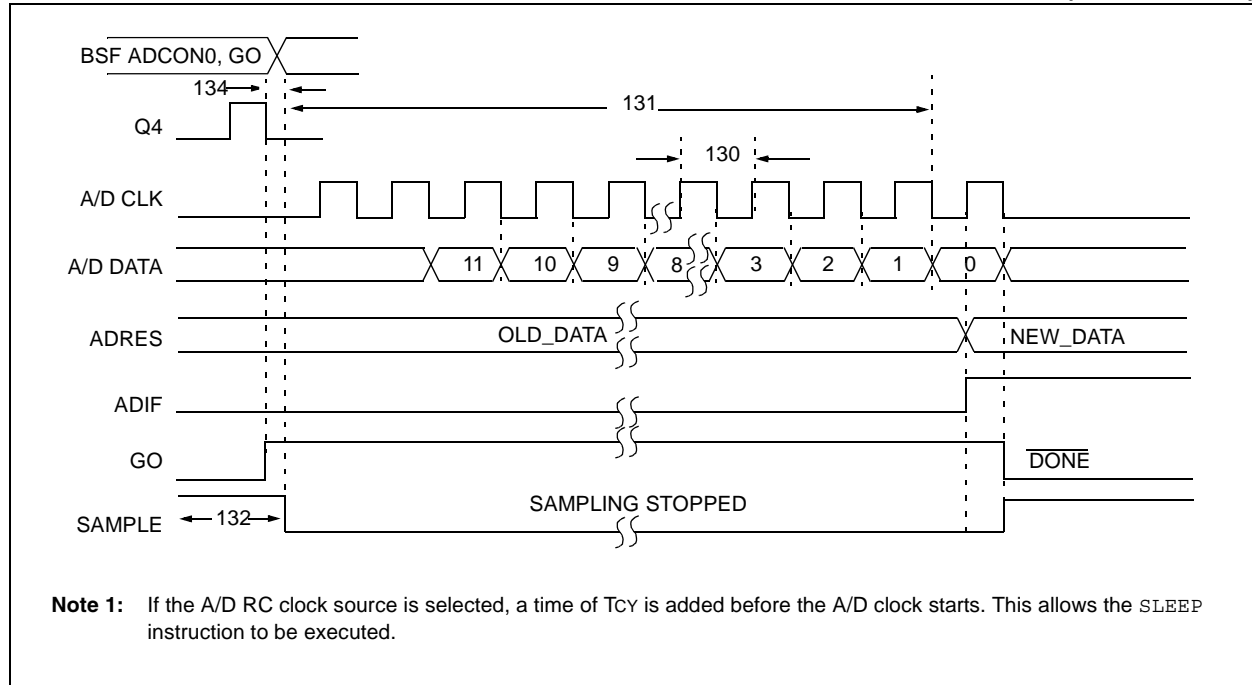 BSF ADCON0, GO
134
131
Q4
130
A/D CLK
A/D DATA
11 10 9 8 3 2 1 0
ADRES
OLD_DATA
NEW_DATA
ADIF
GO
DONE
SAMPLING STOPPED
SAMPLE
132
Note 1: If the A/D RC clock source is selected, a time of TCY is added before the A/D clock starts. This allows the SLEEP
instruction to be executed.